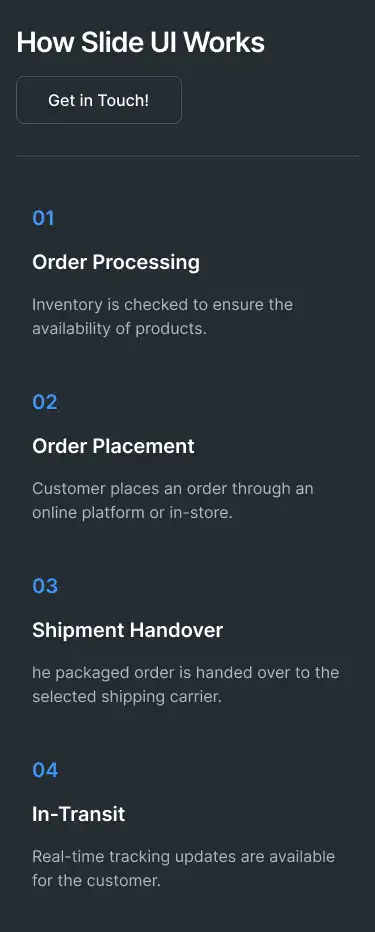 How Slide UI Works
Get in Touch!
01
Order Processing
Inventory is checked to ensure the
availability of products.
02
Order Placement
Customer places an order through an
online platform or in-store.
03
Shipment Handover
he packaged order is handed over to the
selected shipping carrier.
04
In-Transit
Real-time tracking updates are available
for the customer.